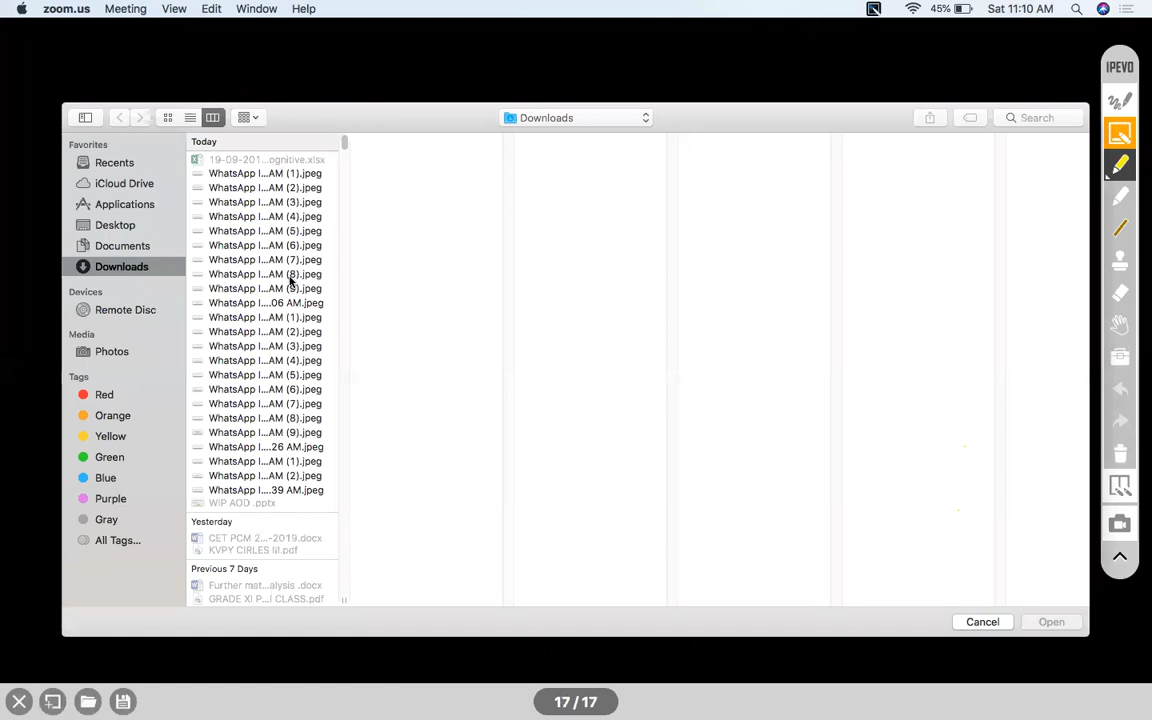 zoom.us Meeting View Edit Window Help 45% Sat 11:10 AM
IPEVO
Downloads Search
Favorites
Recents
iCloud Drive
Applications
Desktop
Documents
Downloads
Devices
Remote Disc
Media
Photos
Tags
Red
Orange
Yellow
Green
Blue
Purple
Gray
All Tags...
Today
19-09-201...ognitive.xlsx
WhatsApp I...AM (1).jpeg
WhatsApp I...AM (2).jpeg
WhatsApp I...AM (3).jpeg
WhatsApp I...AM (4).jpeg
WhatsApp I...AM (5).jpeg
WhatsApp I...AM (6).jpeg
WhatsApp I...AM (7).jpeg
WhatsApp I...AM (8).jpeg
WhatsApp I...AM (9).jpeg
WhatsApp I....06 AM.jpeg
WhatsApp I...AM (1).jpeg
WhatsApp I...AM (2).jpeg
WhatsApp I...AM (3).jpeg
WhatsApp I...AM (4).jpeg
WhatsApp I...AM (5).jpeg
WhatsApp I...AM (6).jpeg
WhatsApp I...AM (7).jpeg
WhatsApp I...AM (8).jpeg
WhatsApp I...AM (9).jpeg
WhatsApp I....26 AM.jpeg
WhatsApp I...AM (1).jpeg
WhatsApp I...AM (2).jpeg
WhatsApp I....39 AM.jpeg
WIP AOD .pptx
Yesterday
CET PCM 2...-2019.docx
KVPY CIRLES III.pdf
Previous 7 Days
Further mat...alysis .docx
GRADE XI P...I CLASS.pdf
Cancel Open
17/17